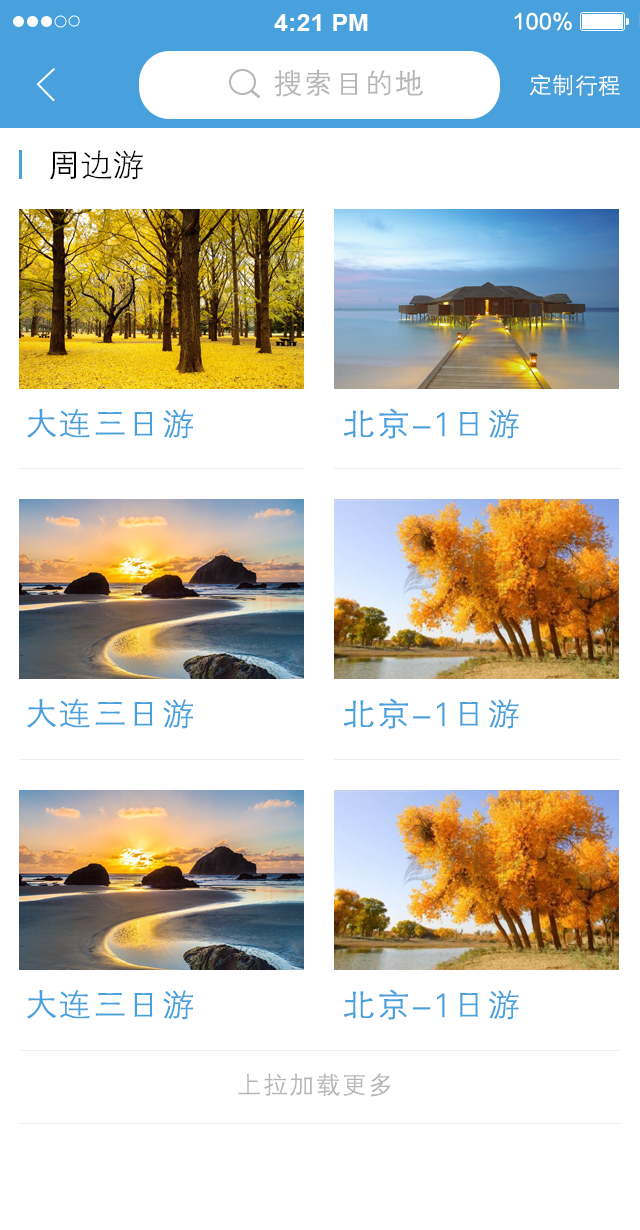 4:21 PM 100%
搜索目的地 定制行程
周边游
大连三日游 北京-1日游
大连三日游 北京-1日游
大连三日游 北京-1日游
上拉加载更多